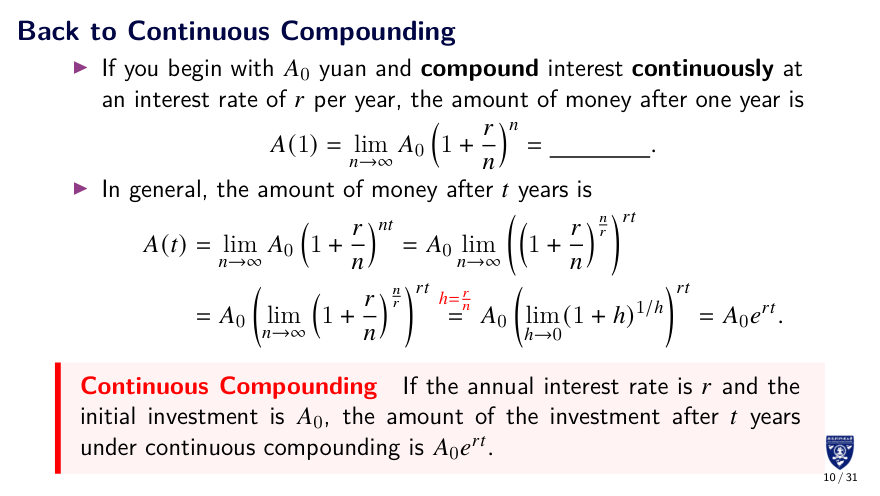 Back to Continuous Compounding
▶ If you begin with A₀ yuan and compound interest continuously at
an interest rate of r per year, the amount of money after one year is
A(1) = lim_{n→∞} A₀ (1 + r/n)^n = ________.
▶ In general, the amount of money after t years is
A(t) = lim_{n→∞} A₀ (1 + r/n)^{nt} = A₀ lim_{n→∞} ((1 + r/n)^{n/r})^{rt}
= A₀ (lim_{n→∞} (1 + r/n)^{n/r})^{rt} \overset{h=r/n}{=} A₀ (lim_{h→0} (1 + h)^{1/h})^{rt} = A₀e^{rt}.
Continuous Compounding If the annual interest rate is r and the
initial investment is A₀, the amount of the investment after t years
under continuous compounding is A₀e^{rt}.
10 / 31